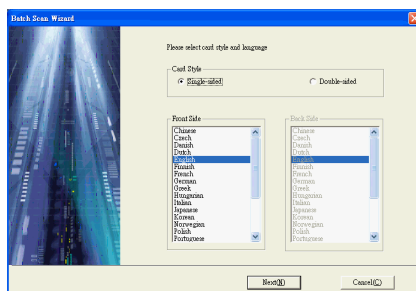 Batch Scan Wizard
Please select card style and language
Card Style
Single-sided
Double-sided
Front Side
Chinese
Czech
Danish
Dutch
English
Finnish
French
German
Greek
Hungarian
Italian
Japanese
Korean
Norwegian
Polish
Portuguese
Back Side
Chinese
Czech
Danish
Dutch
English
Finnish
French
German
Greek
Hungarian
Italian
Japanese
Korean
Norwegian
Polish
Portuguese
Next(N)
Cancel(C)